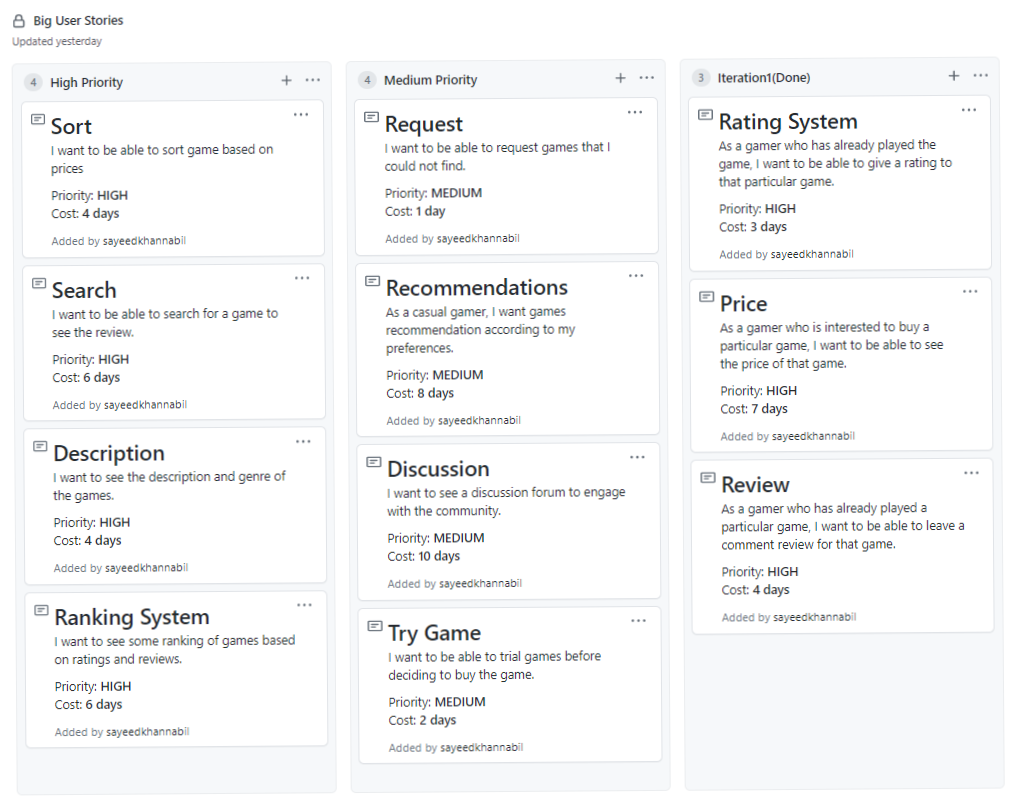 Big User Stories
Updated yesterday
4 High Priority
Sort
I want to be able to sort game based on
prices
Priority: HIGH
Cost: 4 days
Added by sayeedkhannabil
Search
I want to be able to search for a game to
see the review.
Priority: HIGH
Cost: 6 days
Added by sayeedkhannabil
Description
I want to see the description and genre of
the games.
Priority: HIGH
Cost: 4 days
Added by sayeedkhannabil
Ranking System
I want to see some ranking of games based
on ratings and reviews.
Priority: HIGH
Cost: 6 days
Added by sayeedkhannabil
4 Medium Priority
Request
I want to be able to request games that I
could not find.
Priority: MEDIUM
Cost: 1 day
Added by sayeedkhannabil
Recommendations
As a casual gamer, I want games
recommendation according to my
preferences.
Priority: MEDIUM
Cost: 8 days
Added by sayeedkhannabil
Discussion
I want to see a discussion forum to engage
with the community.
Priority: MEDIUM
Cost: 10 days
Added by sayeedkhannabil
Try Game
I want to be able to trial games before
deciding to buy the game.
Priority: MEDIUM
Cost: 2 days
Added by sayeedkhannabil
3 Iteration1(Done)
Rating System
As a gamer who has already played the
game, I want to be able to give a rating to
that particular game.
Priority: HIGH
Cost: 3 days
Added by sayeedkhannabil
Price
As a gamer who is interested to buy a
particular game, I want to be able to see
the price of that game.
Priority: HIGH
Cost: 7 days
Added by sayeedkhannabil
Review
As a gamer who has already played a
particular game, I want to be able to leave a
comment review for that game.
Priority: HIGH
Cost: 4 days
Added by sayeedkhannabil